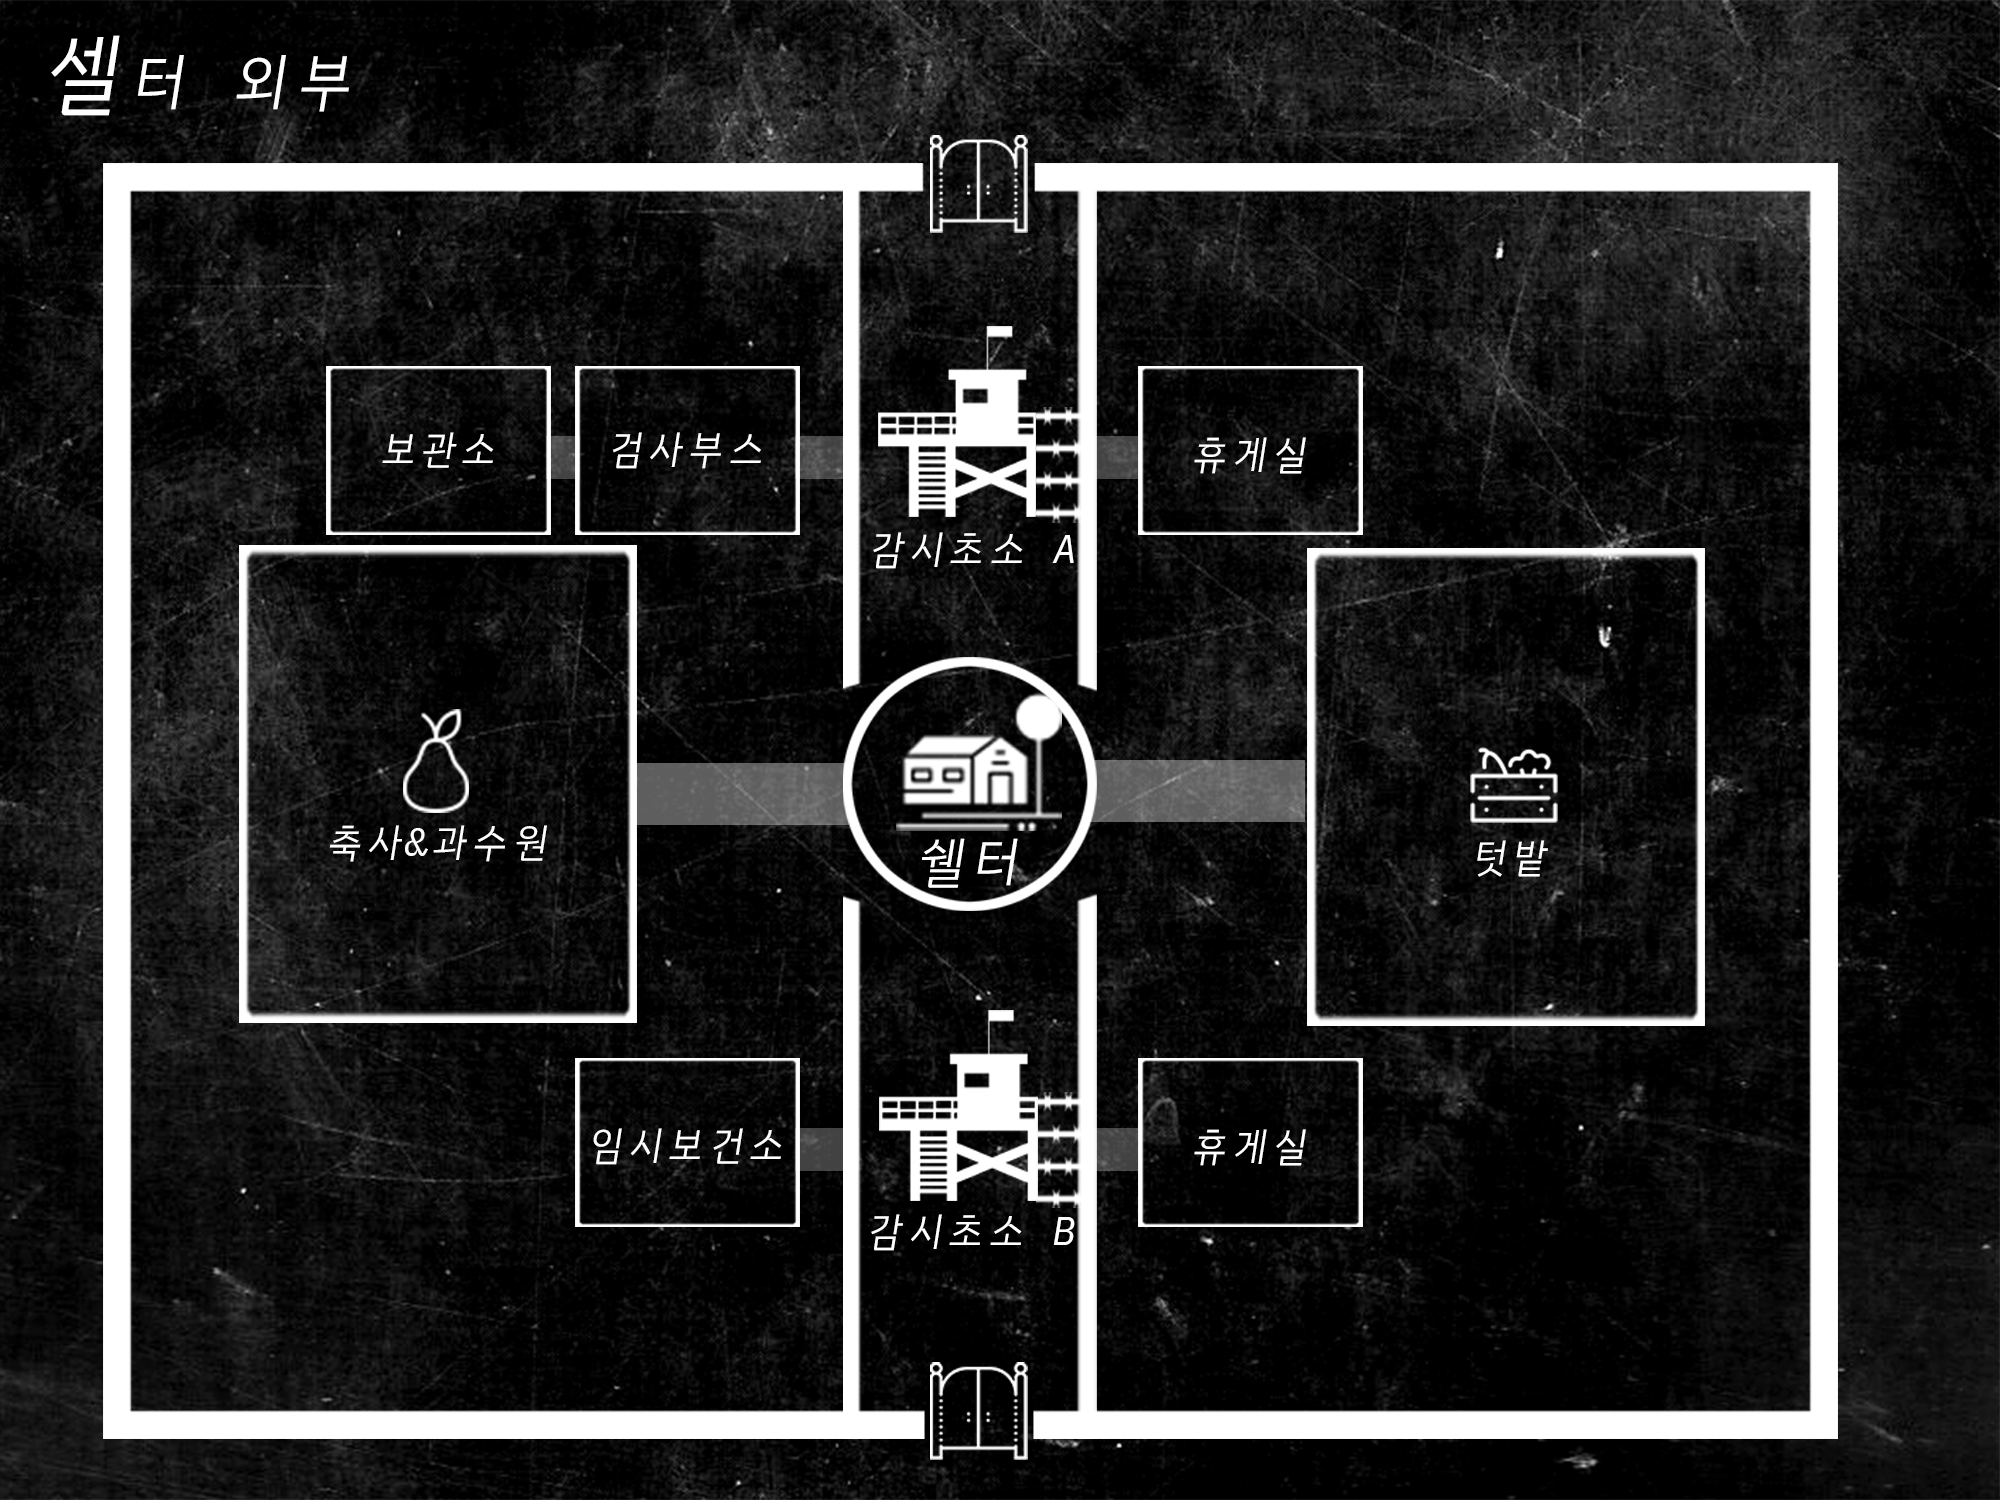 셸터 외부
보관소
검사부스
휴게실
감시초소 A
축사&과수원
쉘터
텃밭
임시보건소
휴게실
감시초소 B